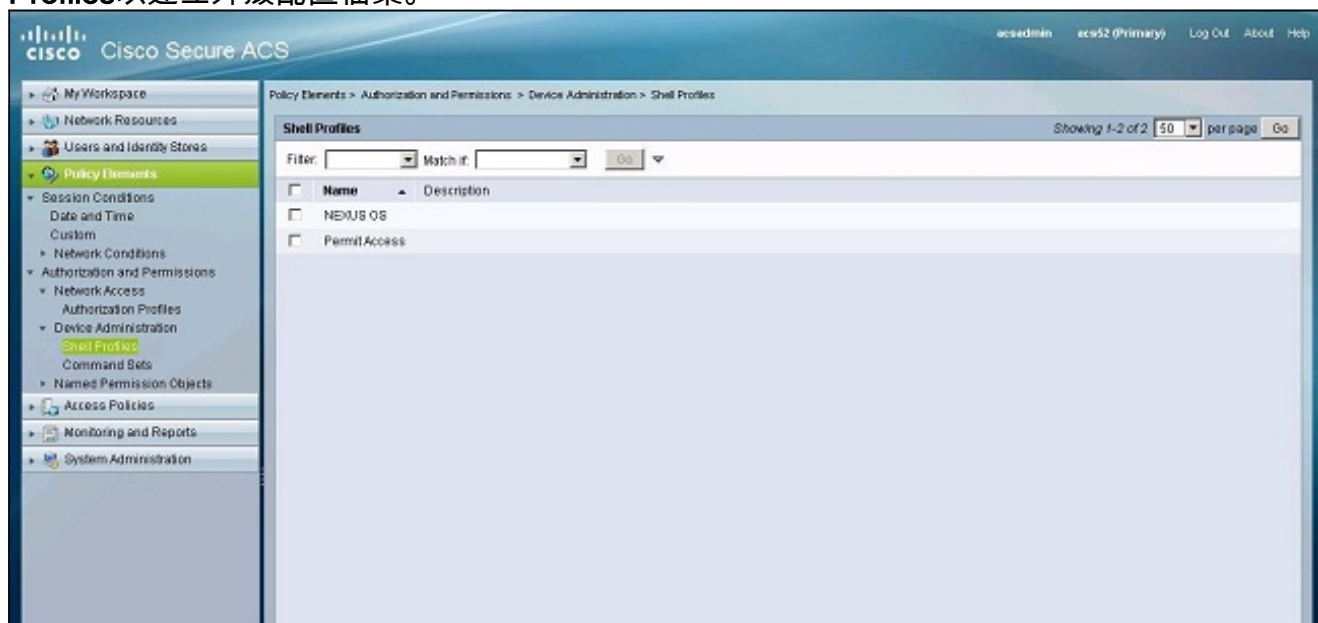 Profiles以建立外殼配置檔案。
cisco Cisco Secure ACS
acsadmin acs52 (Primary) Log Out About Help
My Workspace
Network Resources
Users and Identity Stores
Policy Elements
Session Conditions
Date and Time
Custom
Network Conditions
Authorization and Permissions
Network Access
Authorization Profiles
Device Administration
Shell Profiles
Command Sets
Named Permission Objects
Access Policies
Monitoring and Reports
System Administration
Policy Elements > Authorization and Permissions > Device Administration > Shell Profiles
Shell Profiles Showing 1-2 of 2 50 per page Go
Filter: Match if: Go
Name Description
NEXUS OS
Permit Access